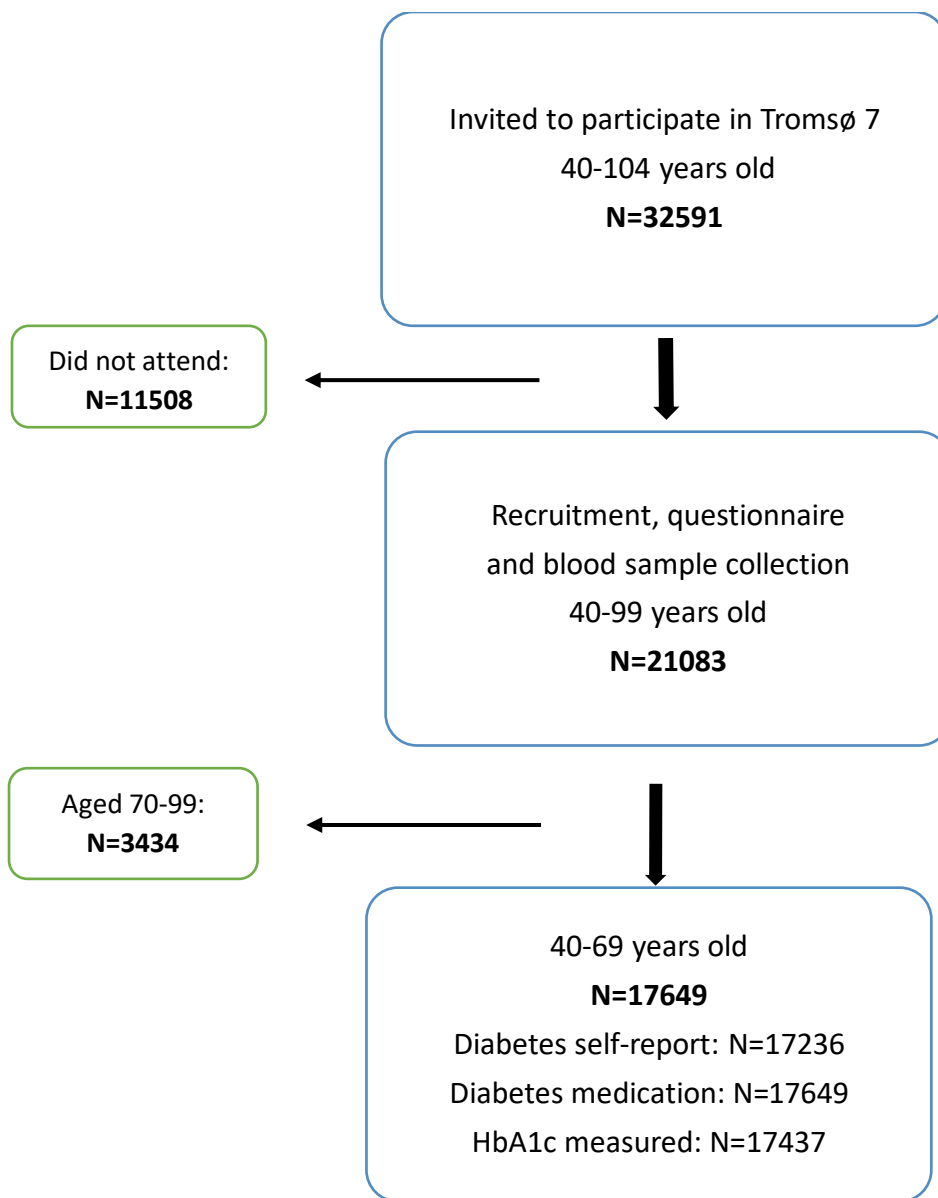 Invited to participate in Tromsø 7
40-104 years old
N=32591
Did not attend:
N=11508
Recruitment, questionnaire
and blood sample collection
40-99 years old
N=21083
Aged 70-99:
N=3434
40-69 years old
N=17649
Diabetes self-report: N=17236
Diabetes medication: N=17649
HbA1c measured: N=17437